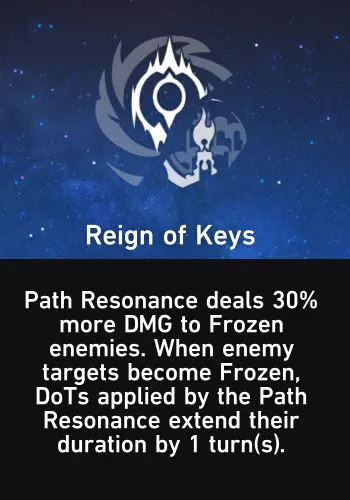 Reign of Keys
Path Resonance deals 30%
more DMG to Frozen
enemies. When enemy
targets become Frozen,
DoTs applied by the Path
Resonance extend their
duration by 1 turn(s).